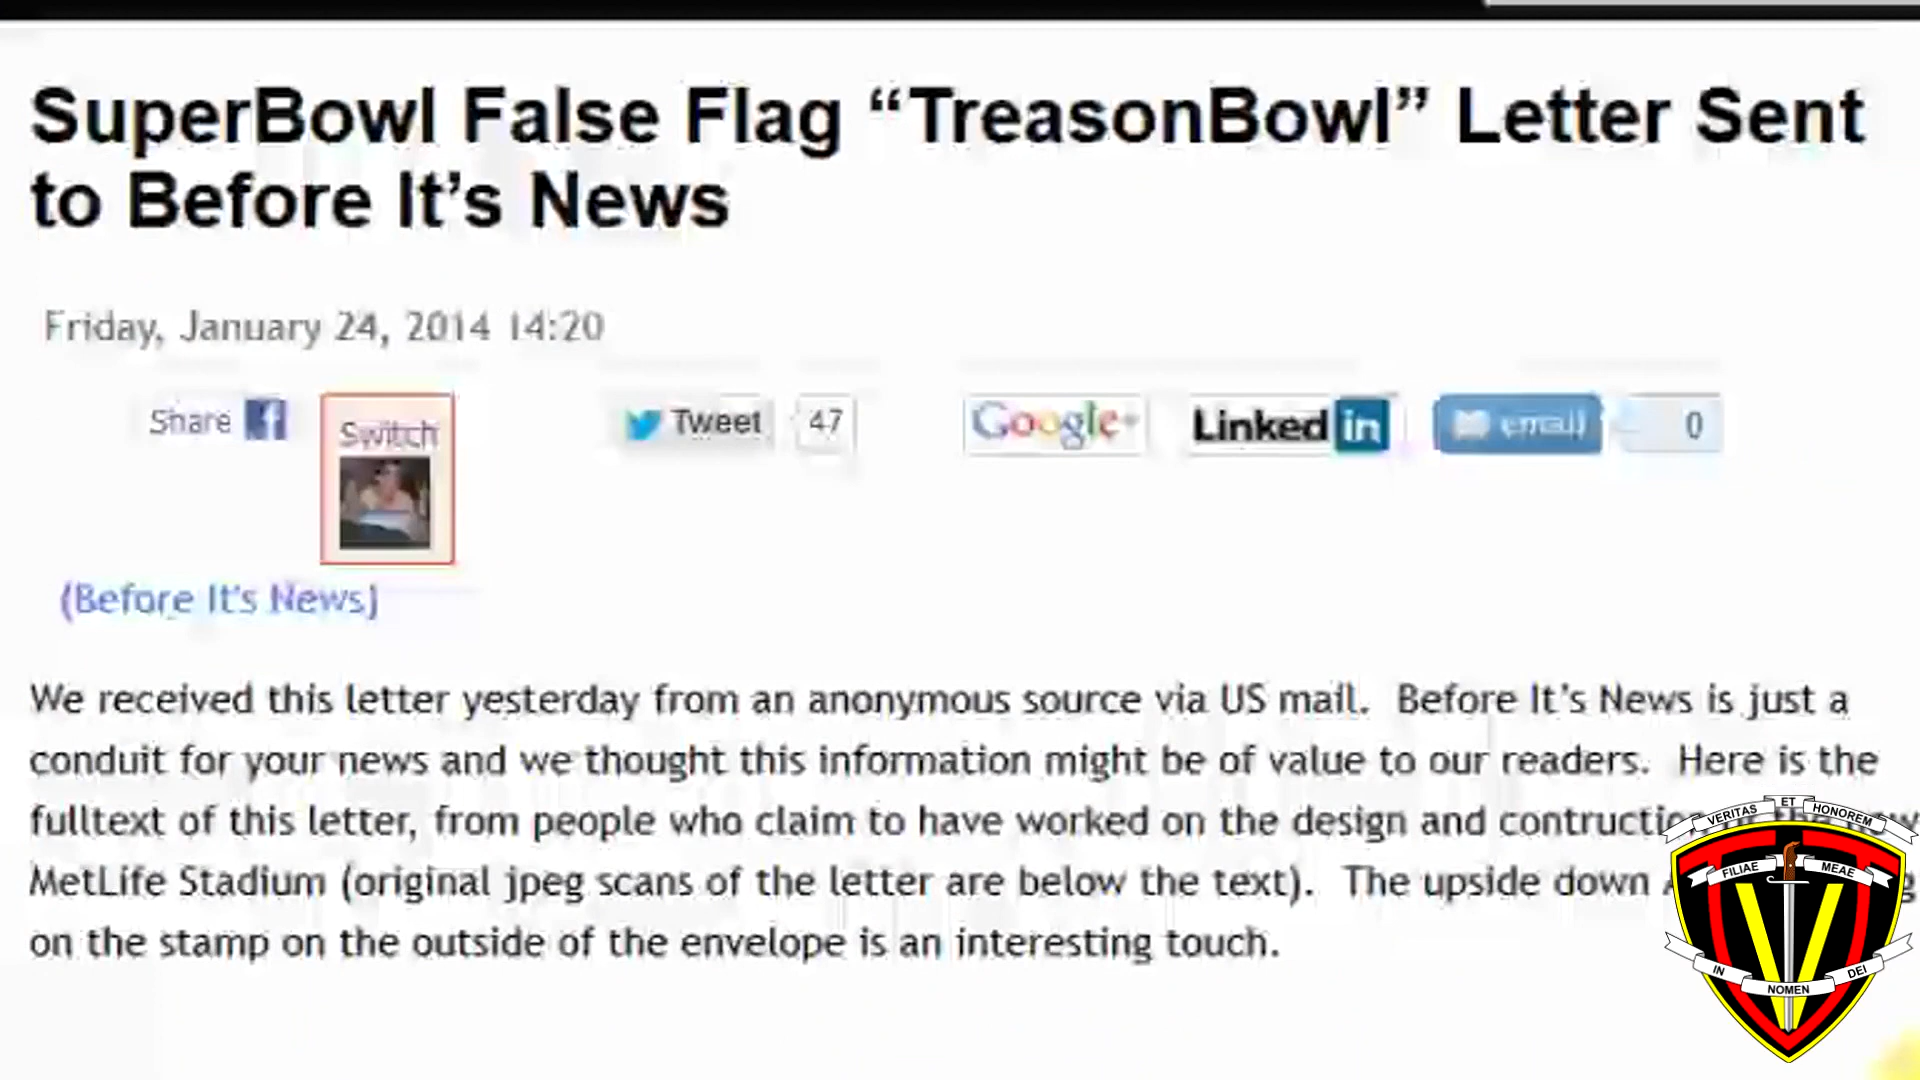 SuperBowl False Flag “TreasonBowl” Letter Sent
to Before It’s News
Friday, January 24, 2014 14:20
Share
Switch
Tweet
47
Google+
Linked in
email
0
(Before It's News)
We received this letter yesterday from an anonymous source via US mail. Before It’s News is just a
conduit for your news and we thought this information might be of value to our readers. Here is the
fulltext of this letter, from people who claim to have worked on the design and
MetLife Stadium (original jpeg scans of the letter are below the text). The upside down
on the stamp on the outside of the envelope is an interesting touch.
VERITAS ET HONOREM
FILIAE MEAE
IN NOMEN DEI